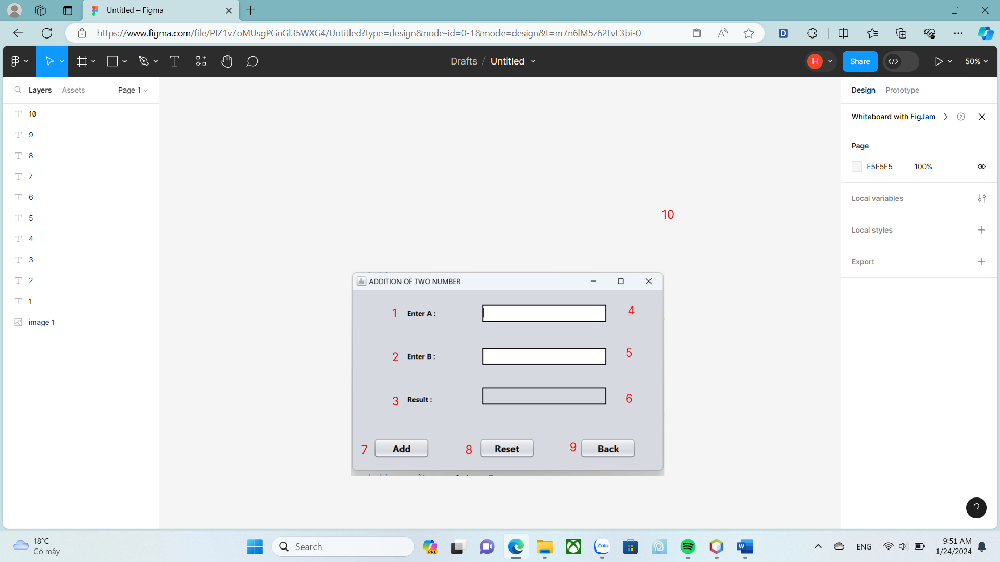 Untitled – Figma
https://www.figma.com/file/PIZ1v7oMUsgPGnGl35WXG4/Untitled?type=design&node-id=0-1&mode=design&t=m7n6lM5z62LvF3bi-0
Drafts / Untitled
H
Share
50%
Layers
Assets
Page 1
10
9
8
7
6
5
4
3
2
1
image 1
10
ADDITION OF TWO NUMBER
1 Enter A : 4
2 Enter B : 5
3 Result : 6
7 Add 8 Reset 9 Back
Design
Prototype
Whiteboard with FigJam
Page
F5F5F5 100%
Local variables
Local styles
Export
?
18°C
Có mây
Search
PRE
Zalo
W
ENG
9:51 AM
1/24/2024